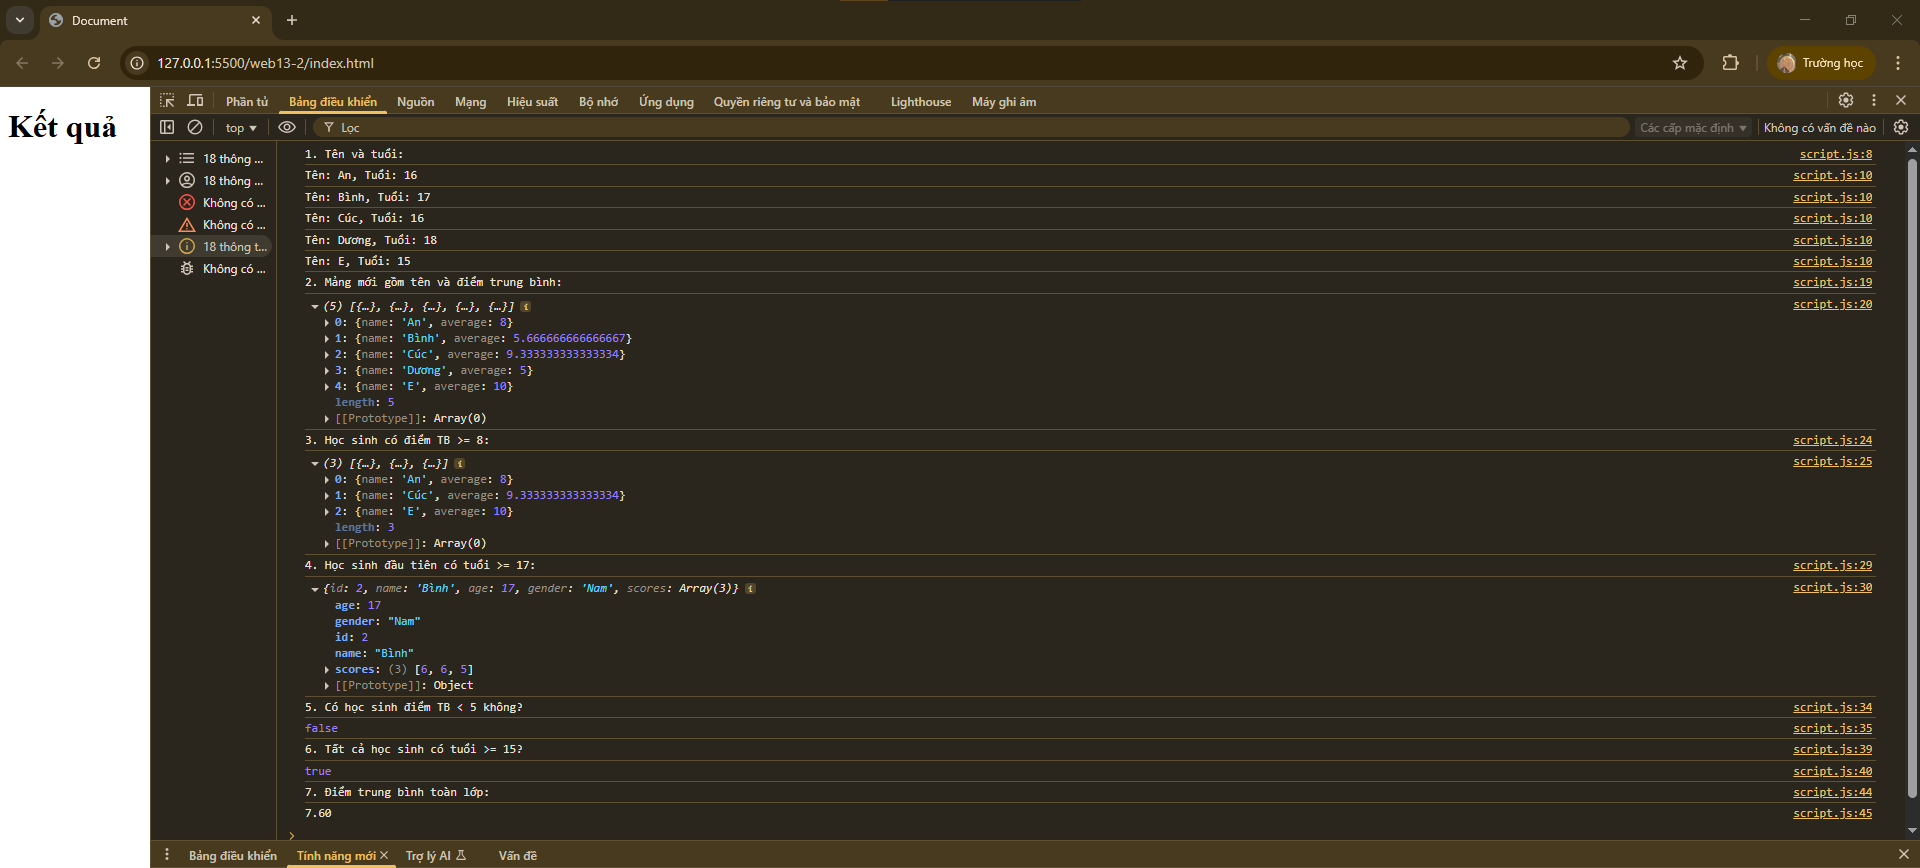 Document
127.0.0.1:5500/web13-2/index.html
Trường học
Kết quả
Phần tử Bảng điều khiển Nguồn Mạng Hiệu suất Bộ nhớ Ứng dụng Quyền riêng tư và bảo mật Lighthouse Máy ghi âm
top Lọc Các cấp mặc định Không có vấn đề nào
18 thông ...
18 thông ...
Không có ...
Không có ...
18 thông t...
Không có ...
1. Tên và tuổi: script.js:8
Tên: An, Tuổi: 16 script.js:10
Tên: Bình, Tuổi: 17 script.js:10
Tên: Cúc, Tuổi: 16 script.js:10
Tên: Dương, Tuổi: 18 script.js:10
Tên: E, Tuổi: 15 script.js:10
2. Mảng mới gồm tên và điểm trung bình: script.js:19
(5) [{…}, {…}, {…}, {…}, {…}] i script.js:20
0: {name: 'An', average: 8}
1: {name: 'Bình', average: 5.666666666666667}
2: {name: 'Cúc', average: 9.333333333333334}
3: {name: 'Dương', average: 5}
4: {name: 'E', average: 10}
length: 5
[[Prototype]]: Array(0)
3. Học sinh có điểm TB >= 8: script.js:24
(3) [{…}, {…}, {…}] i script.js:25
0: {name: 'An', average: 8}
1: {name: 'Cúc', average: 9.333333333333334}
2: {name: 'E', average: 10}
length: 3
[[Prototype]]: Array(0)
4. Học sinh đầu tiên có tuổi >= 17: script.js:29
{id: 2, name: 'Bình', age: 17, gender: 'Nam', scores: Array(3)} i script.js:30
age: 17
gender: "Nam"
id: 2
name: "Bình"
scores: (3) [6, 6, 5]
[[Prototype]]: Object
5. Có học sinh điểm TB < 5 không? script.js:34
false script.js:35
6. Tất cả học sinh có tuổi >= 15? script.js:39
true script.js:40
7. Điểm trung bình toàn lớp: script.js:44
7.60 script.js:45
Bảng điều khiển Tính năng mới Trợ lý AI Vấn đề